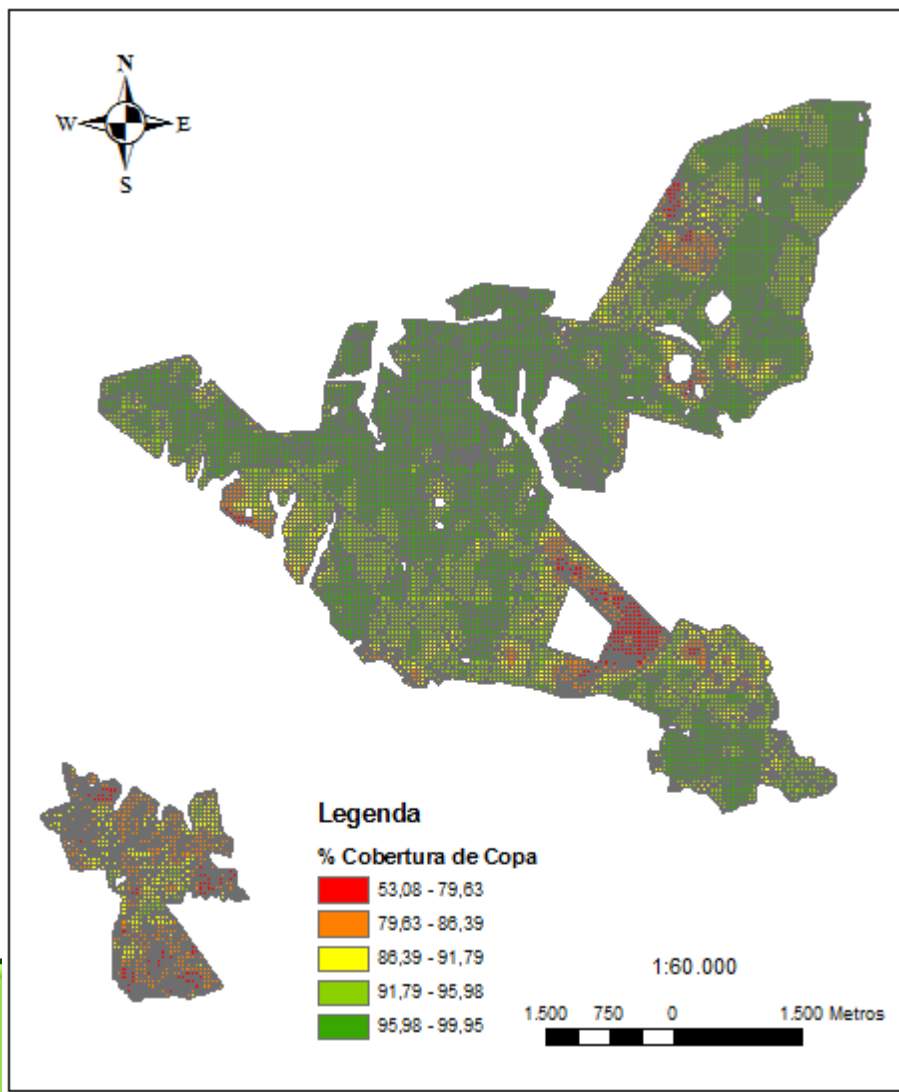 N
W E
S
Legenda
% Cobertura de Copa
53,08 - 79,63
79,63 - 86,39
86,39 - 91,79
91,79 - 95,98
95,98 - 99,95
1:60.000
1.500 750 0 1.500 Metros